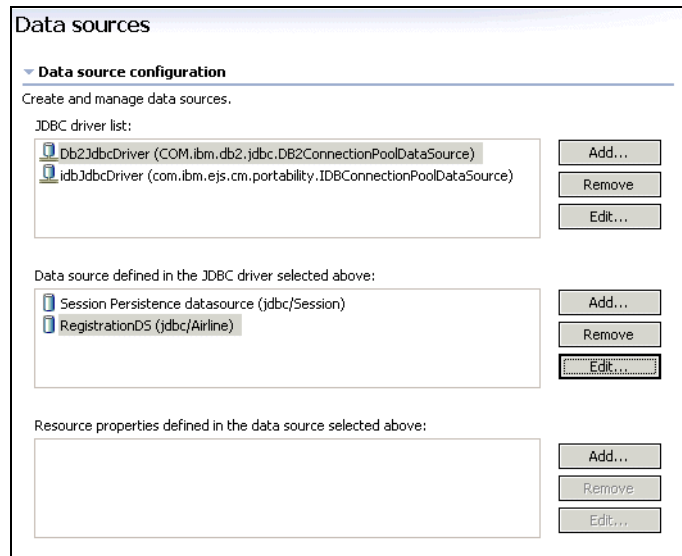 Data sources
Data source configuration
Create and manage data sources.
JDBC driver list:
Db2JdbcDriver (COM.ibm.db2.jdbc.DB2ConnectionPoolDataSource)
idbJdbcDriver (com.ibm.ejs.cm.portability.IDBConnectionPoolDataSource)
Add...
Remove
Edit...
Data source defined in the JDBC driver selected above:
Session Persistence datasource (jdbc/Session)
RegistrationDS (jdbc/Airline)
Add...
Remove
Edit...
Resource properties defined in the data source selected above:
Add...
Remove
Edit...